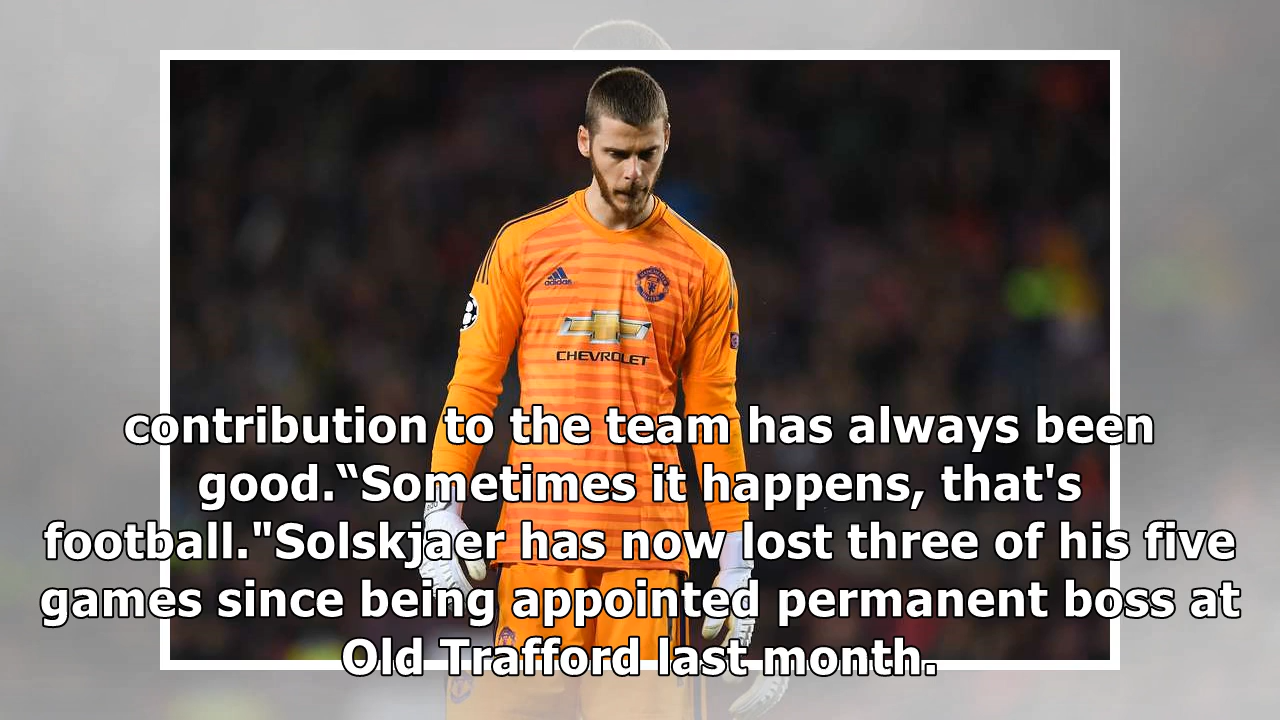 adidas
CHEVROLET
contribution to the team has always been
good.“Sometimes it happens, that's
football."Solskjaer has now lost three of his five
games since being appointed permanent boss at
Old Trafford last month.